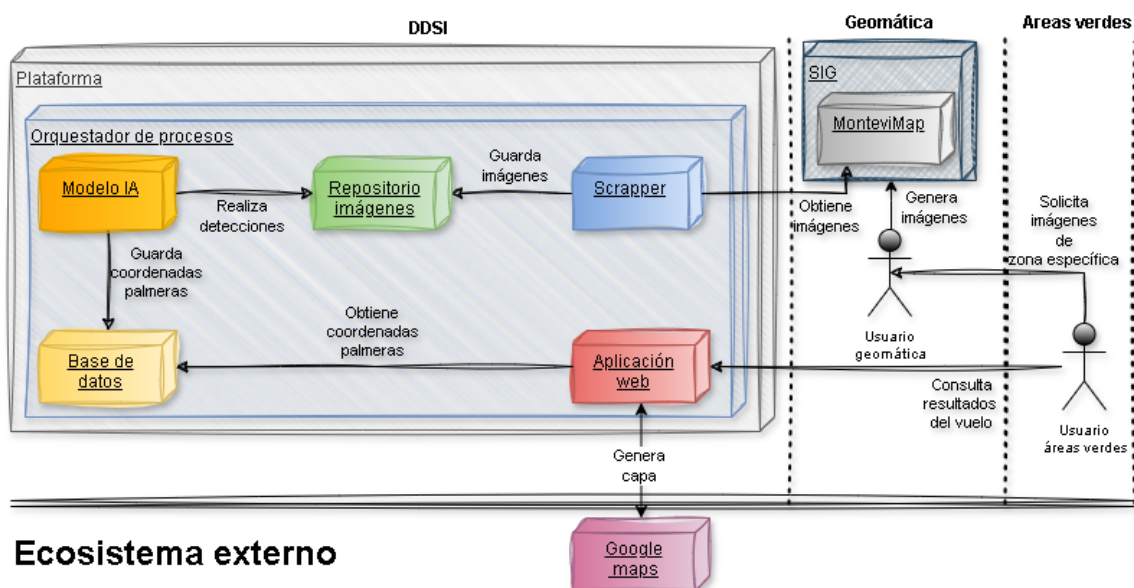 DDSI
Geomática
Areas verdes
Plataforma
SIG
MonteviMap
Orquestador de procesos
Modelo IA
Realiza
detecciones
Repositorio
imágenes
Guarda
imágenes
Scrapper
Obtiene
imágenes
Genera
imágenes
Solicita
imágenes
de
zona específica
Guarda
coordenadas
palmeras
Base de
datos
Obtiene
coordenadas
palmeras
Aplicación
web
Usuario
geomática
Consulta
resultados
del vuelo
Usuario
áreas verdes
Genera
capa
Ecosistema externo
Google
maps